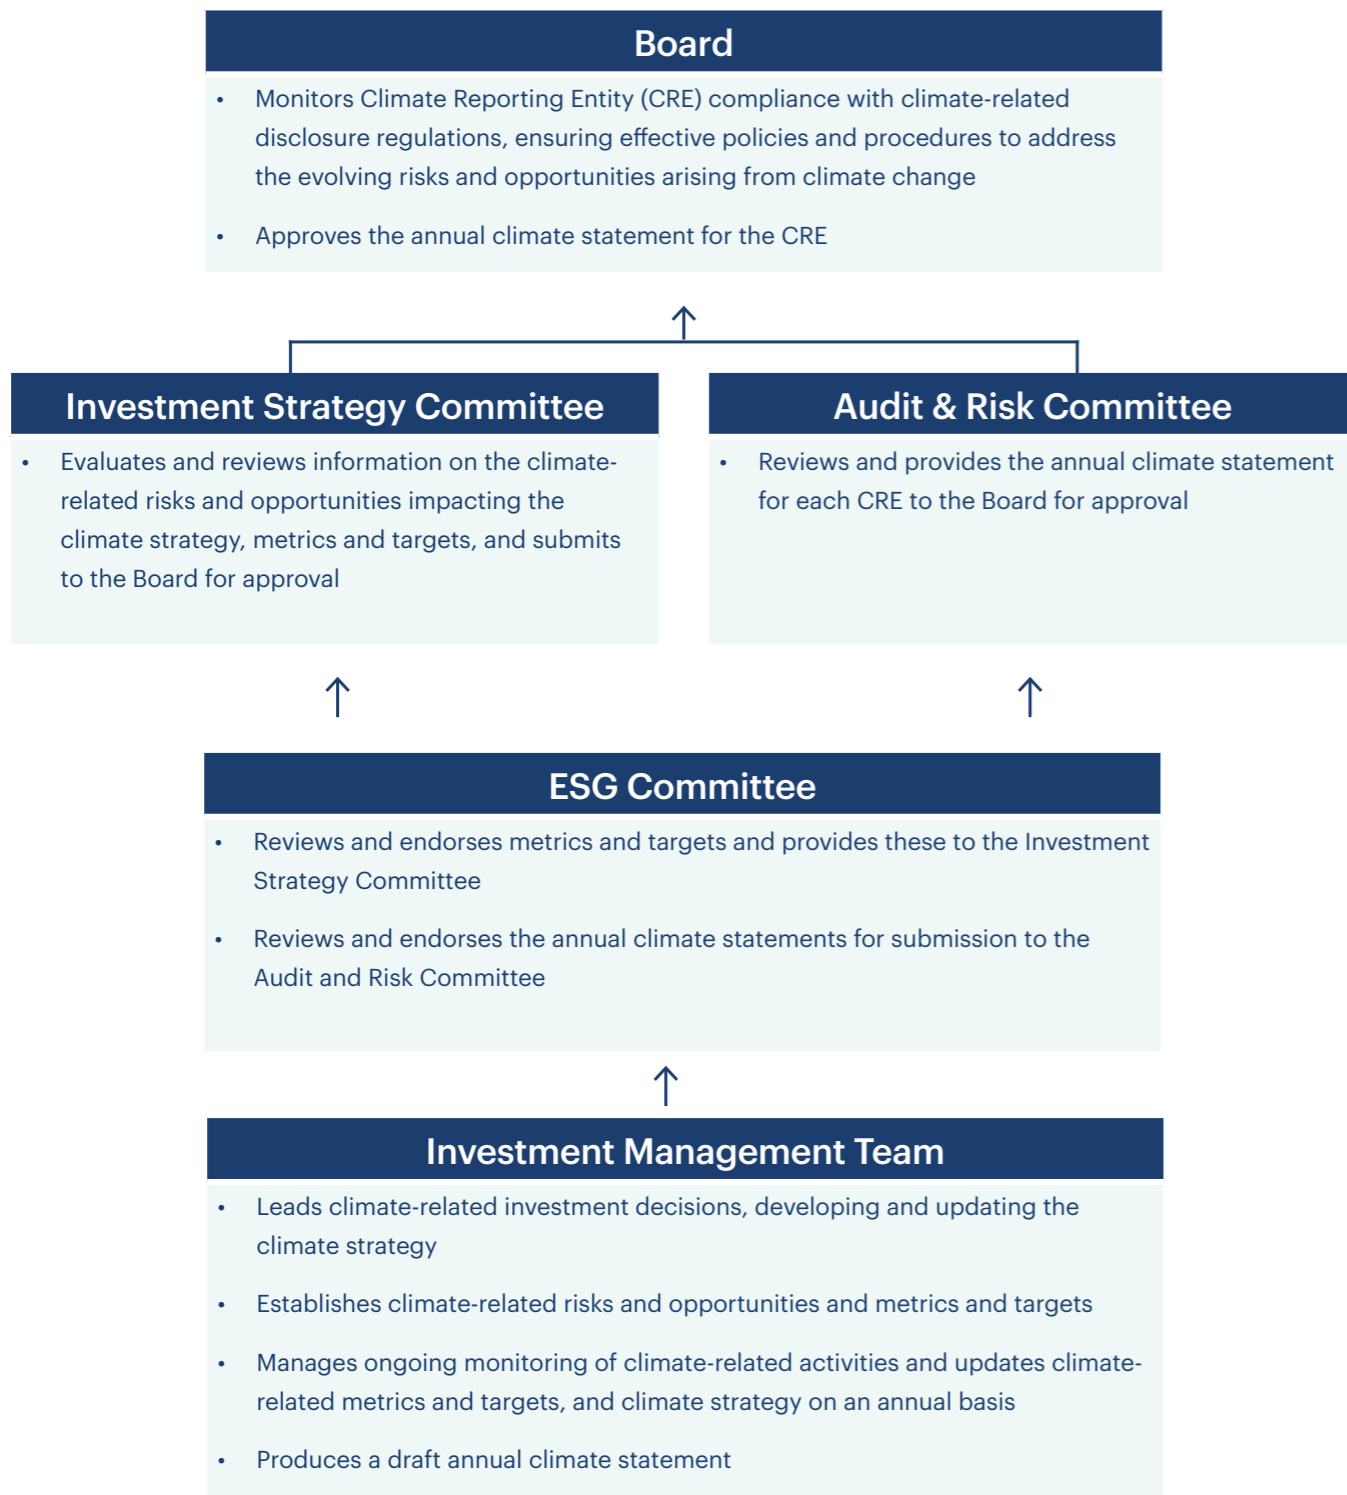 Board
• Monitors Climate Reporting Entity (CRE) compliance with climate-related
disclosure regulations, ensuring effective policies and procedures to address
the evolving risks and opportunities arising from climate change
• Approves the annual climate statement for the CRE
Investment Strategy Committee
• Evaluates and reviews information on the climate-
related risks and opportunities impacting the
climate strategy, metrics and targets, and submits
to the Board for approval
Audit & Risk Committee
• Reviews and provides the annual climate statement
for each CRE to the Board for approval
ESG Committee
• Reviews and endorses metrics and targets and provides these to the Investment
Strategy Committee
• Reviews and endorses the annual climate statements for submission to the
Audit and Risk Committee
Investment Management Team
• Leads climate-related investment decisions, developing and updating the
climate strategy
• Establishes climate-related risks and opportunities and metrics and targets
• Manages ongoing monitoring of climate-related activities and updates climate-
related metrics and targets, and climate strategy on an annual basis
• Produces a draft annual climate statement